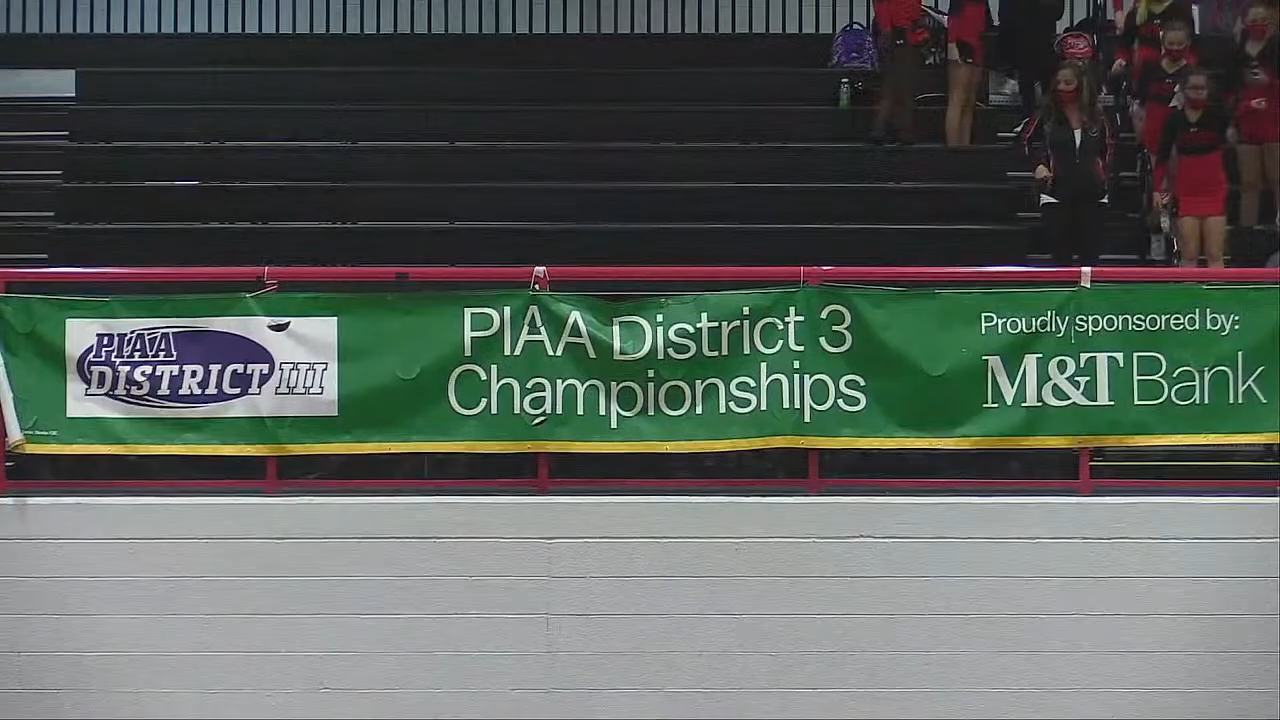 PIAA
DISTRICT III
PIAA District 3
Championships
Proudly sponsored by:
M&T Bank